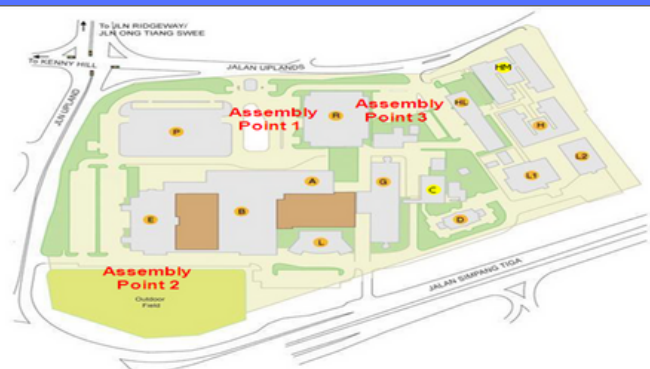 To JLN RIDGEWAY/
JLN ONG TIANG SWEE
To KENNY HILL
JALAN UPLANDS
JLN UPLAND
HM
HL
Assembly
Point 1
Assembly
Point 3
P
R
H
L2
L1
A
G
C
E
B
D
L
Assembly
Point 2
Outdoor
Field
JALAN SIMPANG TIGA